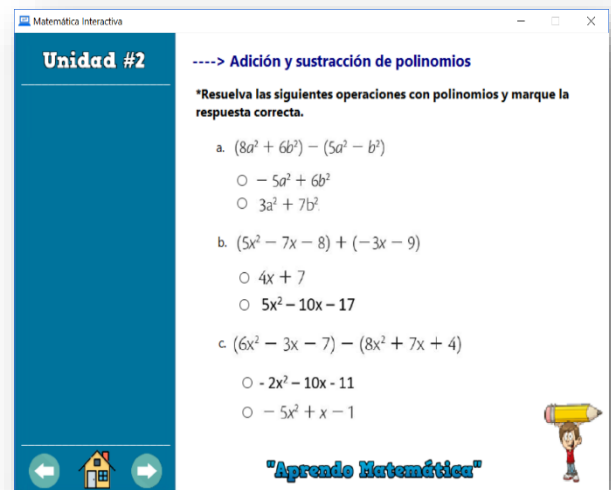 Matemática Interactiva
Unidad #2
----> Adición y sustracción de polinomios
*Resuelva las siguientes operaciones con polinomios y marque la
respuesta correcta.
a. (8a² + 6b²) − (5a² − b²)
− 5a² + 6b²
3a² + 7b²
b. (5x² − 7x − 8) + (−3x − 9)
4x + 7
5x² – 10x – 17
c. (6x² − 3x − 7) − (8x² + 7x + 4)
- 2x² – 10x - 11
− 5x² + x − 1
"Aprendo Matemática"